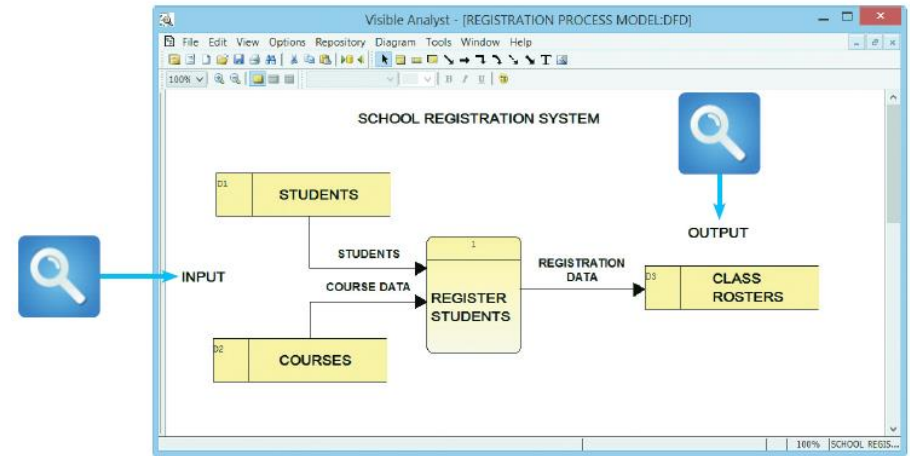 Visible Analyst - [REGISTRATION PROCESS MODEL:DFD]
File Edit View Options Repository Diagram Tools Window Help
100% B I U
SCHOOL REGISTRATION SYSTEM
D1
STUDENTS
OUTPUT
STUDENTS
1
REGISTRATION
DATA
INPUT
COURSE DATA
REGISTER
STUDENTS
D3
CLASS
ROSTERS
D2
COURSES
100% SCHOOL REGIS...